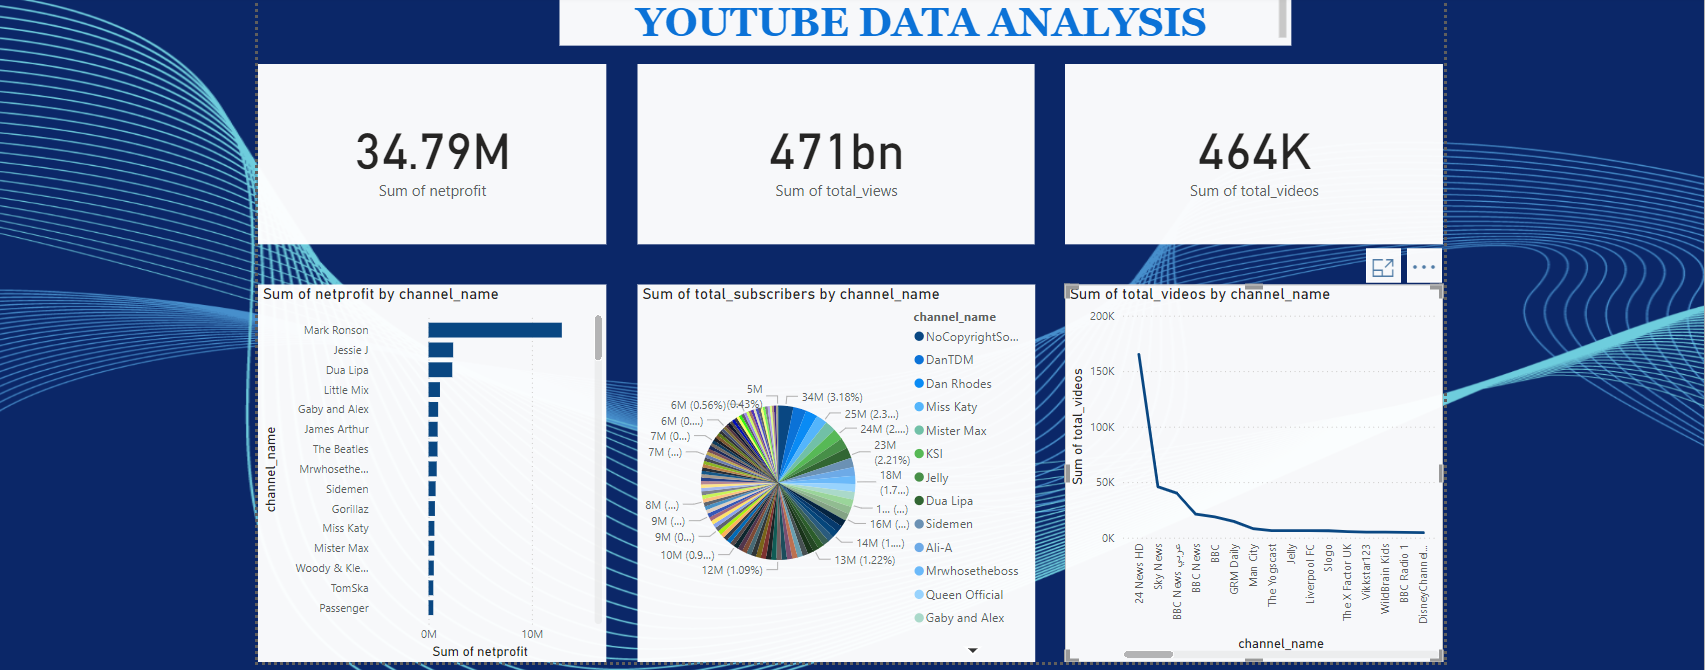 YOUTUBE DATA ANALYSIS
34.79M
Sum of netprofit
471bn
Sum of total_views
464K
Sum of total_videos
Sum of netprofit by channel_name
channel_name
Mark Ronson
Jessie J
Dua Lipa
Little Mix
Gaby and Alex
James Arthur
The Beatles
Mrwhosethe...
Sidemen
Gorillaz
Miss Katy
Mister Max
Woody & Kle...
TomSka
Passenger
0M
10M
Sum of netprofit
Sum of total_subscribers by channel_name
5M
(0.43%)
6M (0.56%)
6M (0....)
7M (0...)
7M (...)
8M (...)
9M (...)
9M (0...)
10M (0.9...)
12M (1.09%)
34M (3.18%)
25M (2.3...)
24M (2....)
23M
(2.21%)
18M
(1.7...)
1... (...)
16M (...)
14M (1....)
13M (1.22%)
channel_name
NoCopyrightSo...
DanTDM
Dan Rhodes
Miss Katy
Mister Max
KSI
Jelly
Dua Lipa
Sidemen
Ali-A
Mrwhosetheboss
Queen Official
Gaby and Alex
Sum of total_videos by channel_name
Sum of total_videos
200K
150K
100K
50K
0K
24 News HD
Sky News
BBC News عربي
BBC News
BBC
GRM Daily
Man City
The Yogscast
Jelly
Liverpool FC
Slogo
The X Factor UK
Vikkstar123
WildBrain Kids
BBC Radio 1
DisneyChannel...
channel_name